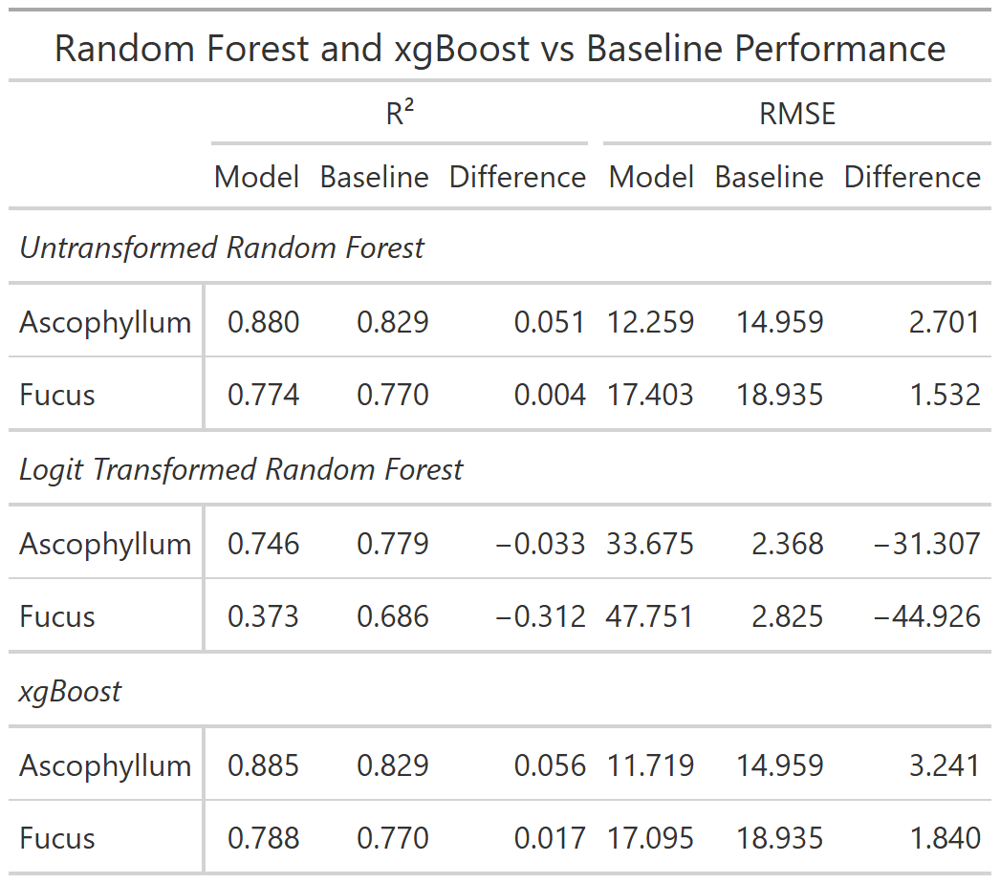 Random Forest and xgBoost vs Baseline Performance
R² RMSE
Model Baseline Difference Model Baseline Difference
Untransformed Random Forest
Ascophyllum 0.880 0.829 0.051 12.259 14.959 2.701
Fucus 0.774 0.770 0.004 17.403 18.935 1.532
Logit Transformed Random Forest
Ascophyllum 0.746 0.779 −0.033 33.675 2.368 −31.307
Fucus 0.373 0.686 −0.312 47.751 2.825 −44.926
xgBoost
Ascophyllum 0.885 0.829 0.056 11.719 14.959 3.241
Fucus 0.788 0.770 0.017 17.095 18.935 1.840